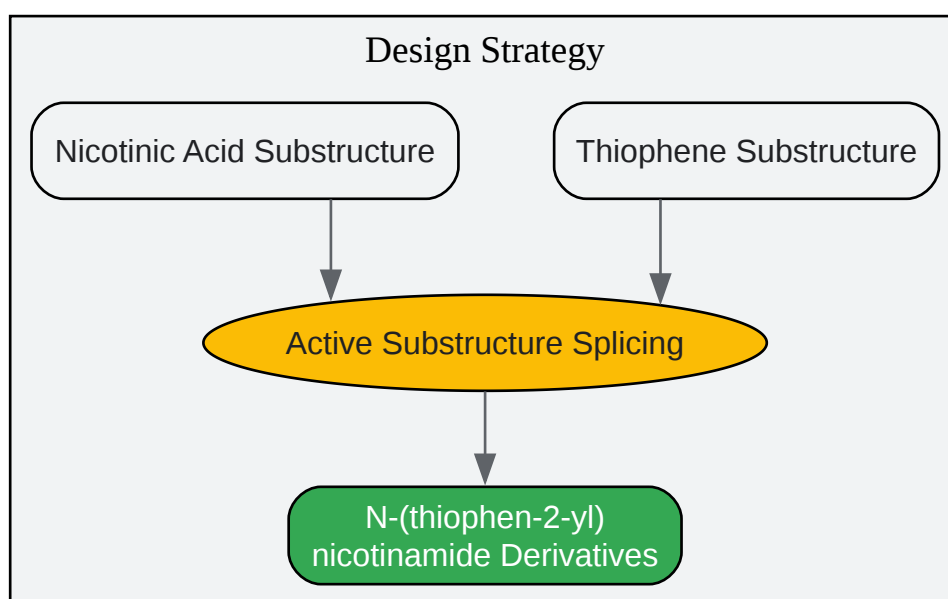 Design Strategy
Nicotinic Acid Substructure
Thiophene Substructure
Active Substructure Splicing
N-(thiophen-2-yl)
nicotinamide Derivatives